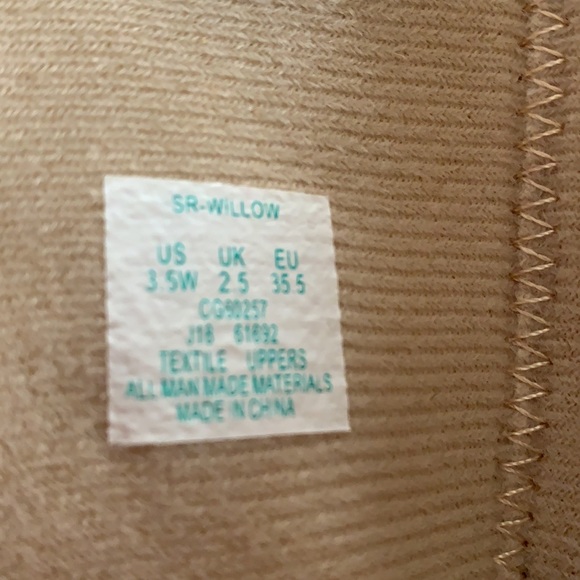 SR-WILLOW
US UK EU
3.5W 2.5 35.5
CG90257
J18 61692
TEXTILE UPPERS
ALL MAN MADE MATERIALS
MADE IN CHINA